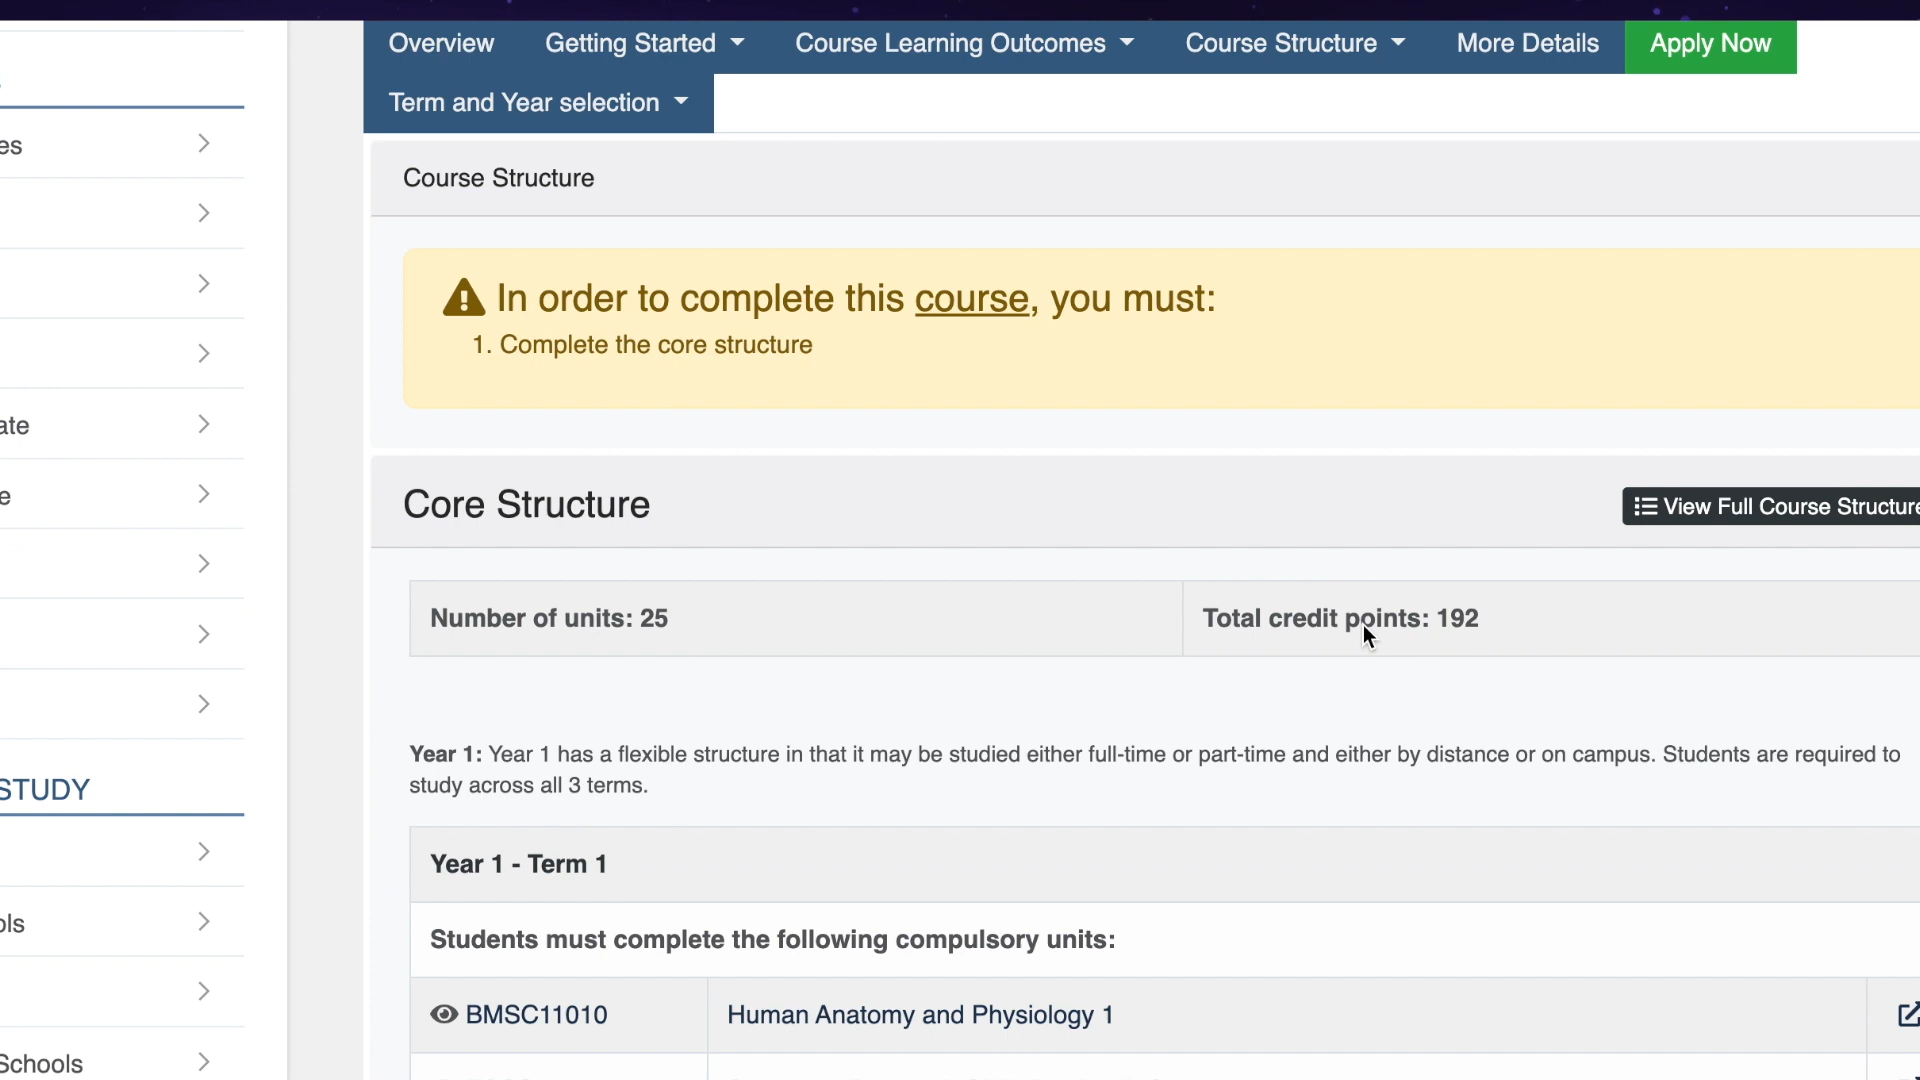 Overview Getting Started Course Learning Outcomes Course Structure More Details Apply Now
Term and Year selection
es
Course Structure
In order to complete this course, you must:
1. Complete the core structure
ate
e
Core Structure
View Full Course Structure
Number of units: 25 Total credit points: 192
Year 1: Year 1 has a flexible structure in that it may be studied either full-time or part-time and either by distance or on campus. Students are required to
study across all 3 terms.
STUDY
Year 1 - Term 1
ols
Students must complete the following compulsory units:
BMSC11010 Human Anatomy and Physiology 1
Schools